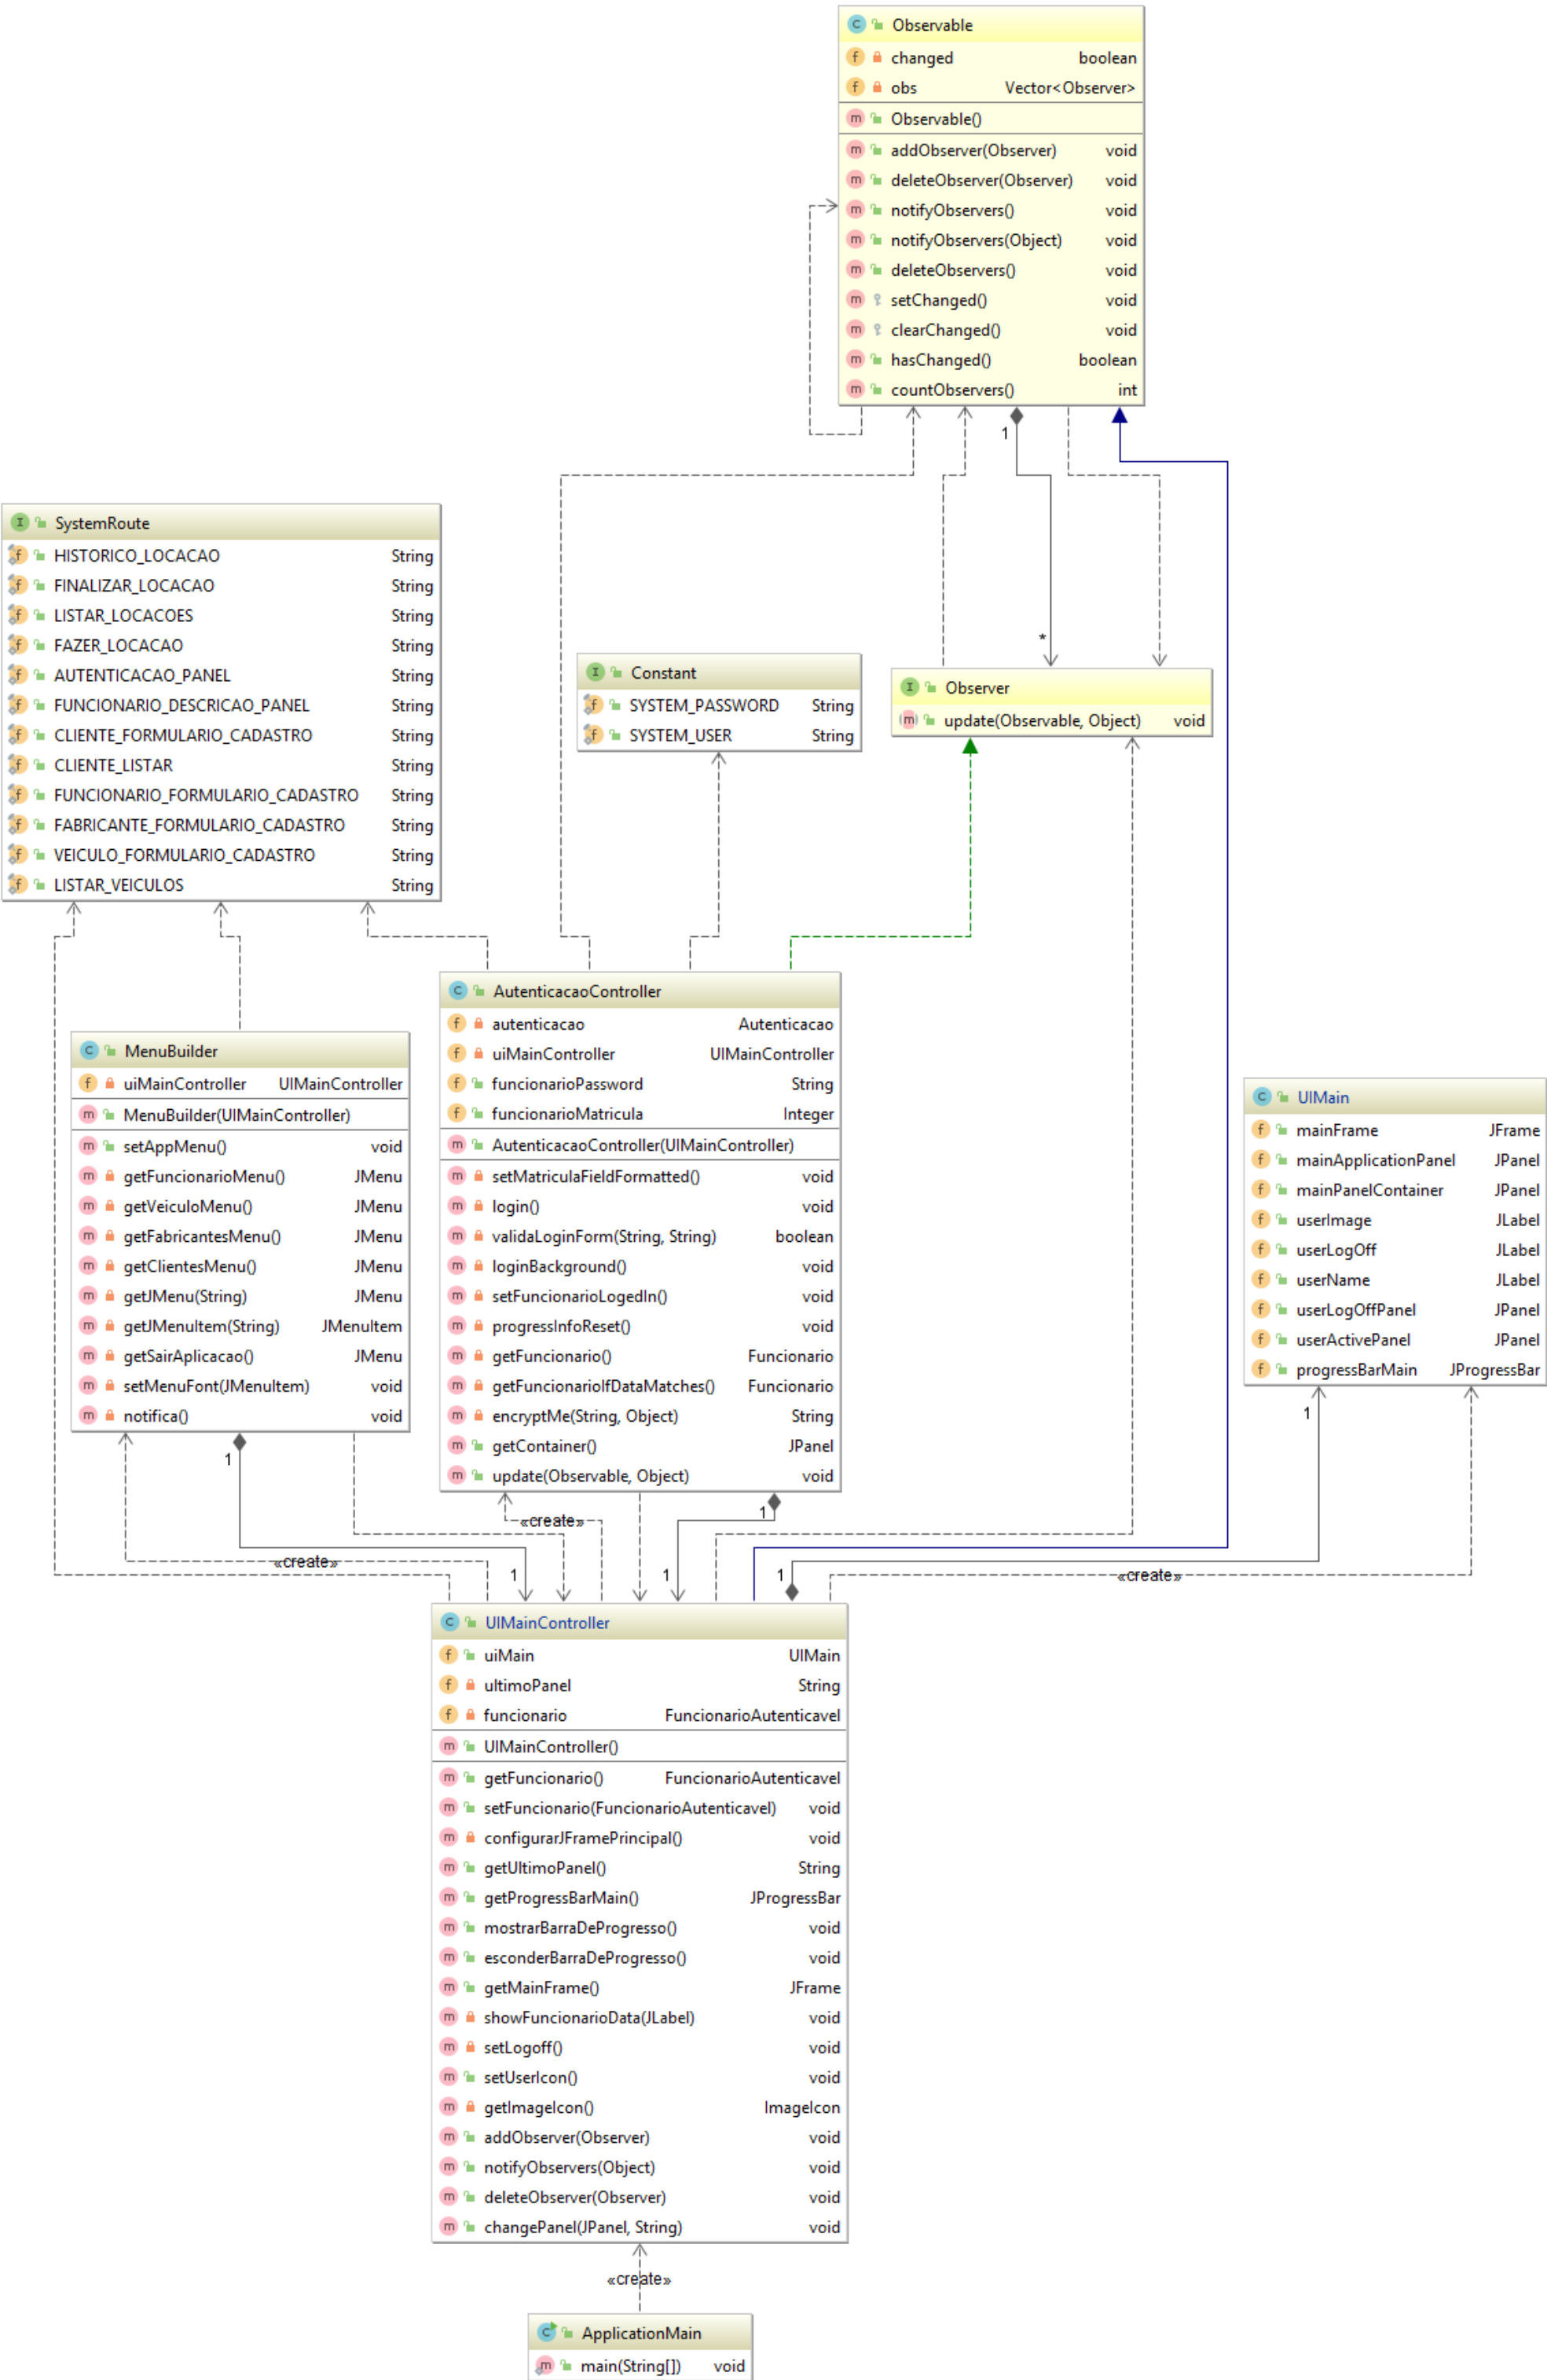 Observable
changed boolean
obs Vector<Observer>
Observable()
addObserver(Observer) void
deleteObserver(Observer) void
notifyObservers() void
notifyObservers(Object) void
deleteObservers() void
setChanged() void
clearChanged() void
hasChanged() boolean
countObservers() int
1
*
SystemRoute
HISTORICO_LOCACAO String
FINALIZAR_LOCACAO String
LISTAR_LOCACOES String
FAZER_LOCACAO String
AUTENTICACAO_PANEL String
FUNCIONARIO_DESCRICAO_PANEL String
CLIENTE_FORMULARIO_CADASTRO String
CLIENTE_LISTAR String
FUNCIONARIO_FORMULARIO_CADASTRO String
FABRICANTE_FORMULARIO_CADASTRO String
VEICULO_FORMULARIO_CADASTRO String
LISTAR_VEICULOS String
Constant
SYSTEM_PASSWORD String
SYSTEM_USER String
Observer
update(Observable, Object) void
MenuBuilder
uiMainController UIMainController
MenuBuilder(UIMainController)
setAppMenu() void
getFuncionarioMenu() JMenu
getVeiculoMenu() JMenu
getFabricantesMenu() JMenu
getClientesMenu() JMenu
getJMenu(String) JMenu
getJMenuItem(String) JMenuItem
getSairAplicacao() JMenu
setMenuFont(JMenuItem) void
notifica() void
AutenticacaoController
autenticacao Autenticacao
uiMainController UIMainController
funcionarioPassword String
funcionarioMatricula Integer
AutenticacaoController(UIMainController)
setMatriculaFieldFormatted() void
login() void
validaLoginForm(String, String) boolean
loginBackground() void
setFuncionarioLogedIn() void
progressInfoReset() void
getFuncionario() Funcionario
getFuncionarioIfDataMatches() Funcionario
encryptMe(String, Object) String
getContainer() JPanel
update(Observable, Object) void
UIMain
mainFrame JFrame
mainApplicationPanel JPanel
mainPanelContainer JPanel
userImage JLabel
userLogOff JLabel
userName JLabel
userLogOffPanel JPanel
userActivePanel JPanel
progressBarMain JProgressBar
1
1
1
«create»
«create»
«create»
1
1
1
UIMainController
uiMain UIMain
ultimoPanel String
funcionario FuncionarioAutenticavel
UIMainController()
getFuncionario() FuncionarioAutenticavel
setFuncionario(FuncionarioAutenticavel) void
configurarJFramePrincipal() void
getUltimoPanel() String
getProgressBarMain() JProgressBar
mostrarBarraDeProgresso() void
esconderBarraDeProgresso() void
getMainFrame() JFrame
showFuncionarioData(JLabel) void
setLogoff() void
setUserIcon() void
getImageIcon() ImageIcon
addObserver(Observer) void
notifyObservers(Object) void
deleteObserver(Observer) void
changePanel(JPanel, String) void
«create»
ApplicationMain
main(String[]) void